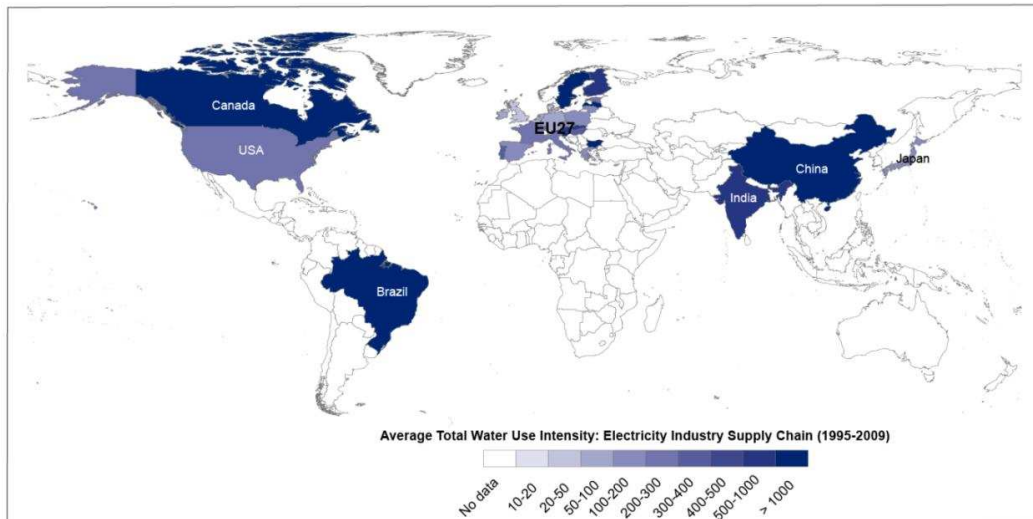 Canada
USA
EU27
China
Japan
India
Brazil
Average Total Water Use Intensity: Electricity Industry Supply Chain (1995-2009)
No data
10-20
20-50
50-100
100-200
200-300
300-400
400-500
500-1000
> 1000